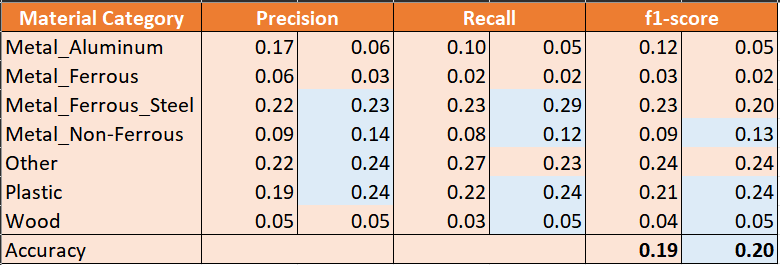 Material Category Precision Recall f1-score
Metal_Aluminum 0.17 0.06 0.10 0.05 0.12 0.05
Metal_Ferrous 0.06 0.03 0.02 0.02 0.03 0.02
Metal_Ferrous_Steel 0.22 0.23 0.23 0.29 0.23 0.20
Metal_Non-Ferrous 0.09 0.14 0.08 0.12 0.09 0.13
Other 0.22 0.24 0.27 0.23 0.24 0.24
Plastic 0.19 0.24 0.22 0.24 0.21 0.24
Wood 0.05 0.05 0.03 0.05 0.04 0.05
Accuracy 0.19 0.20